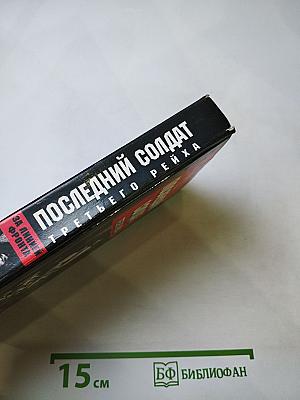 ЗА ЛИНИЕЙ
ФРОНТА
ПОСЛЕДНИЙ СОЛДАТ
ТРЕТЬЕГО РЕЙХА
15 см
БФ БИБЛИОФАН